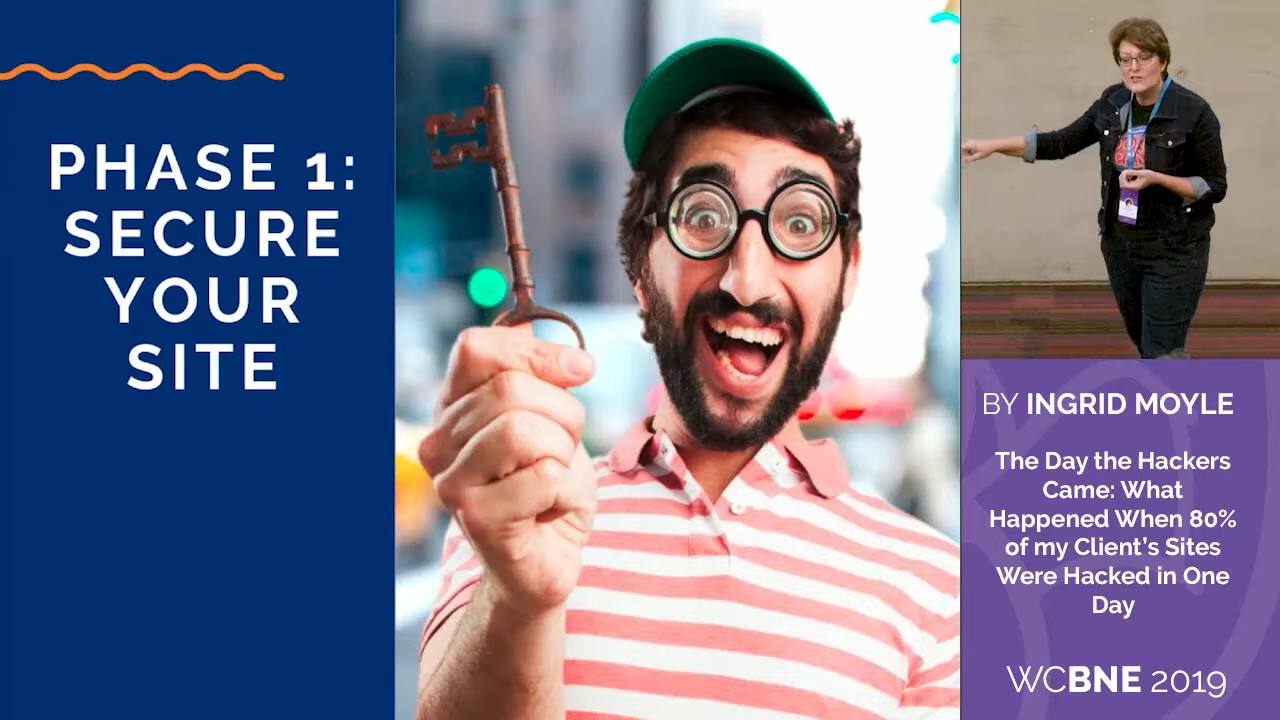 PHASE 1:
SECURE
YOUR
SITE
BY INGRID MOYLE
The Day the Hackers
Came: What
Happened When 80%
of my Client's Sites
Were Hacked in One
Day
WCBNE 2019